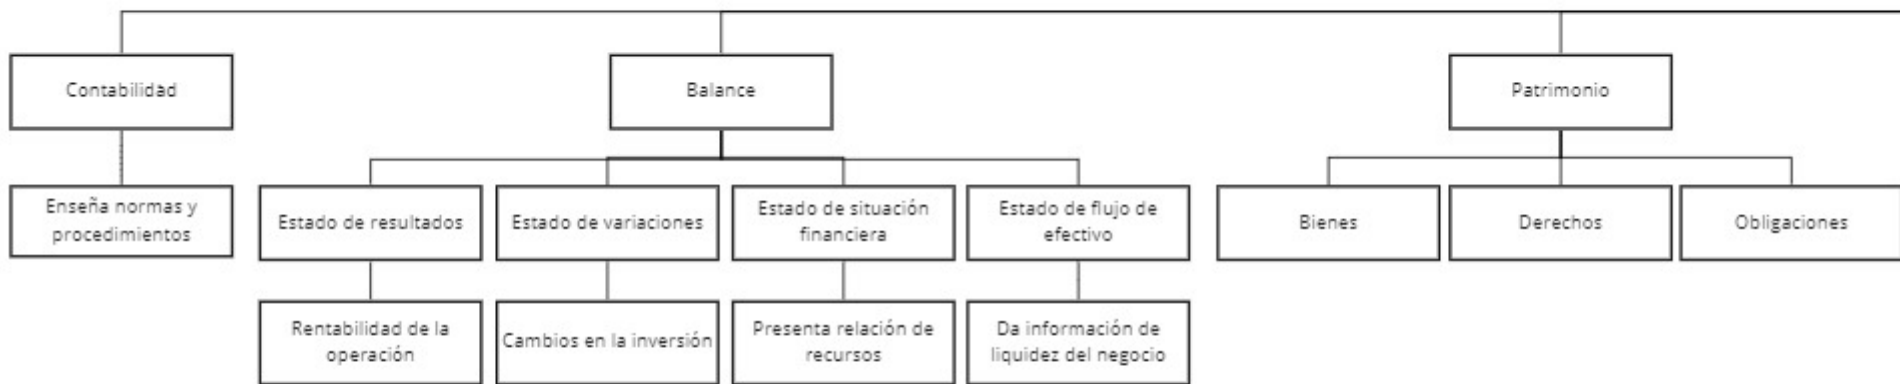 Contabilidad
Balance
Patrimonio
Enseña normas y
procedimientos
Estado de resultados
Estado de variaciones
Estado de situación
financiera
Estado de flujo de
efectivo
Bienes
Derechos
Obligaciones
Rentabilidad de la
operación
Cambios en la inversión
Presenta relación de
recursos
Da información de
liquidez del negocio